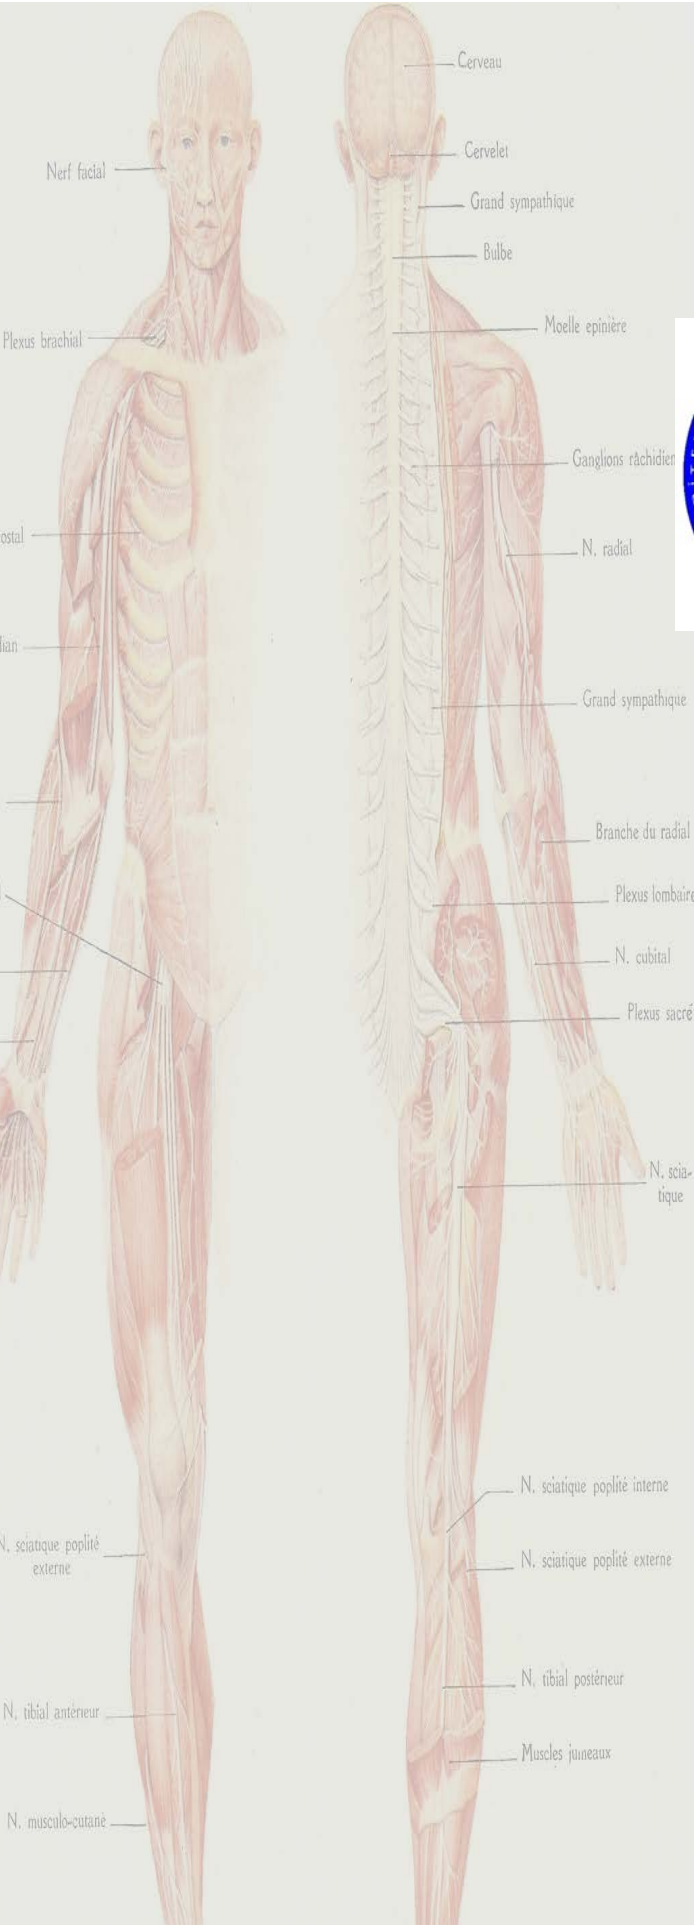 Cerveau
Cervelet
Nerf facial
Grand sympathique
Bulbe
Moelle epinière
Plexus brachial
Ganglions râchidien
ostal
N. radial
Grand sympathique
Branche du radial
Plexus lombaire
N. cubital
Plexus sacré
N. scia-
tique
N. sciatique poplité interne
N. sciatique poplité
externe
N. sciatique poplité externe
N. tibial postérieur
N. tibial antérieur
Muscles jumeaux
N. musculo-cutané